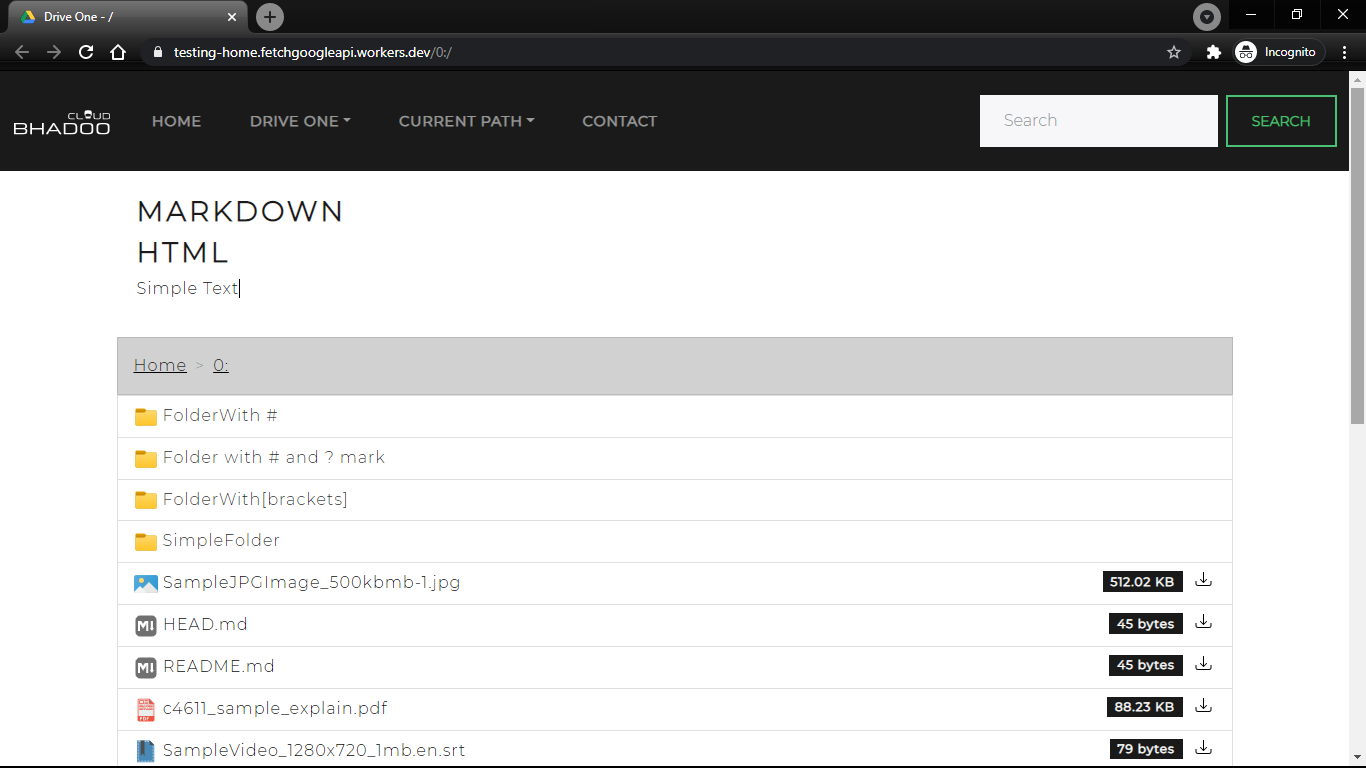 Drive One - /
testing-home.fetchgoogleapi.workers.dev/0:/
Incognito
CLOUD
BHADOO
HOME
DRIVE ONE
CURRENT PATH
CONTACT
Search
SEARCH
MARKDOWN
HTML
Simple Text
Home > 0:
FolderWith #
Folder with # and ? mark
FolderWith[brackets]
SimpleFolder
SampleJPGImage_500kbmb-1.jpg 512.02 KB
HEAD.md 45 bytes
README.md 45 bytes
c4611_sample_explain.pdf 88.23 KB
SampleVideo_1280x720_1mb.en.srt 79 bytes